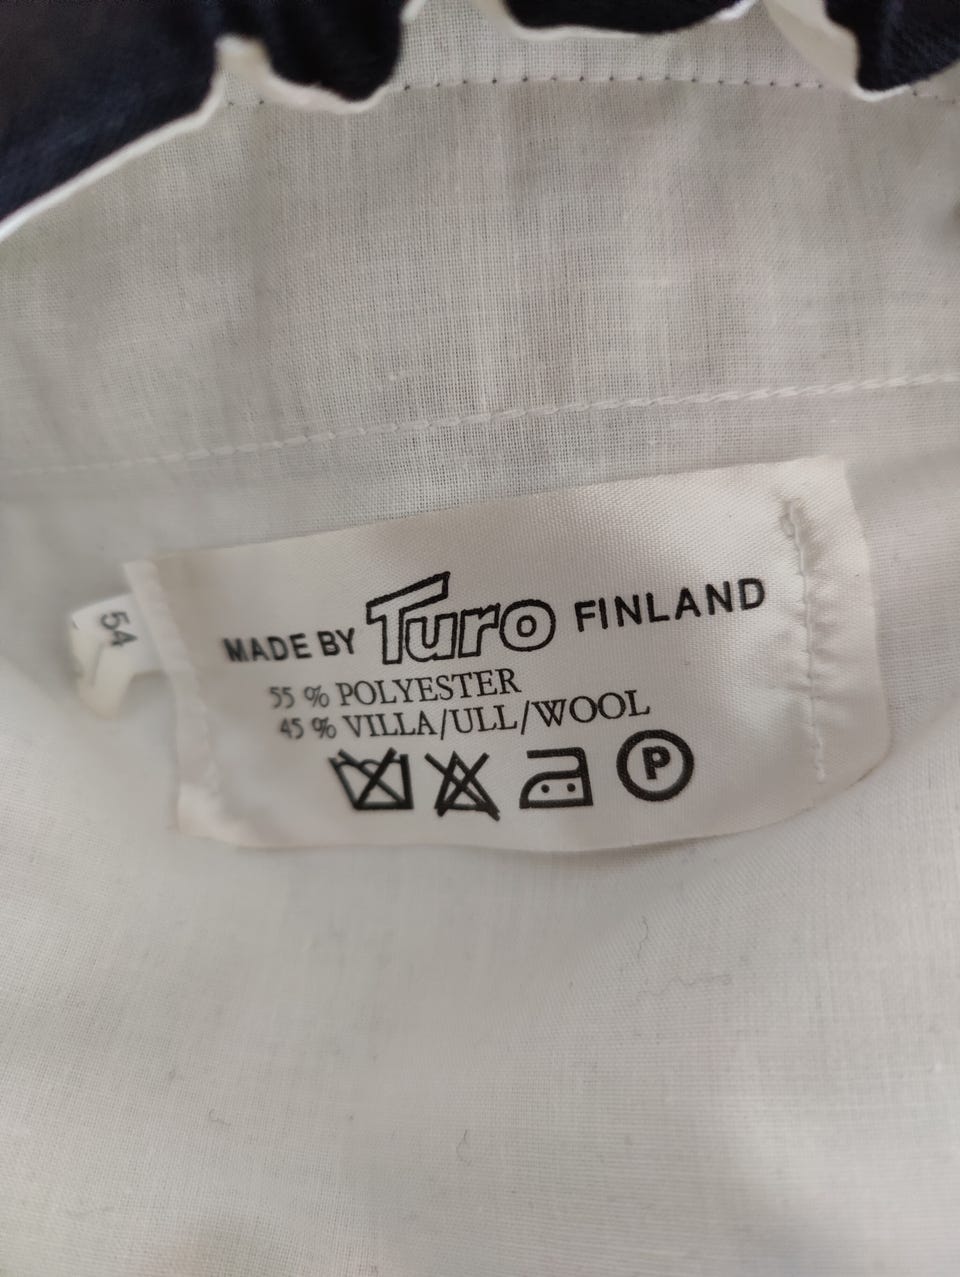 MADE BY Turo FINLAND
55 % POLYESTER
45 % VILLA/ULL/WOOL
P
54